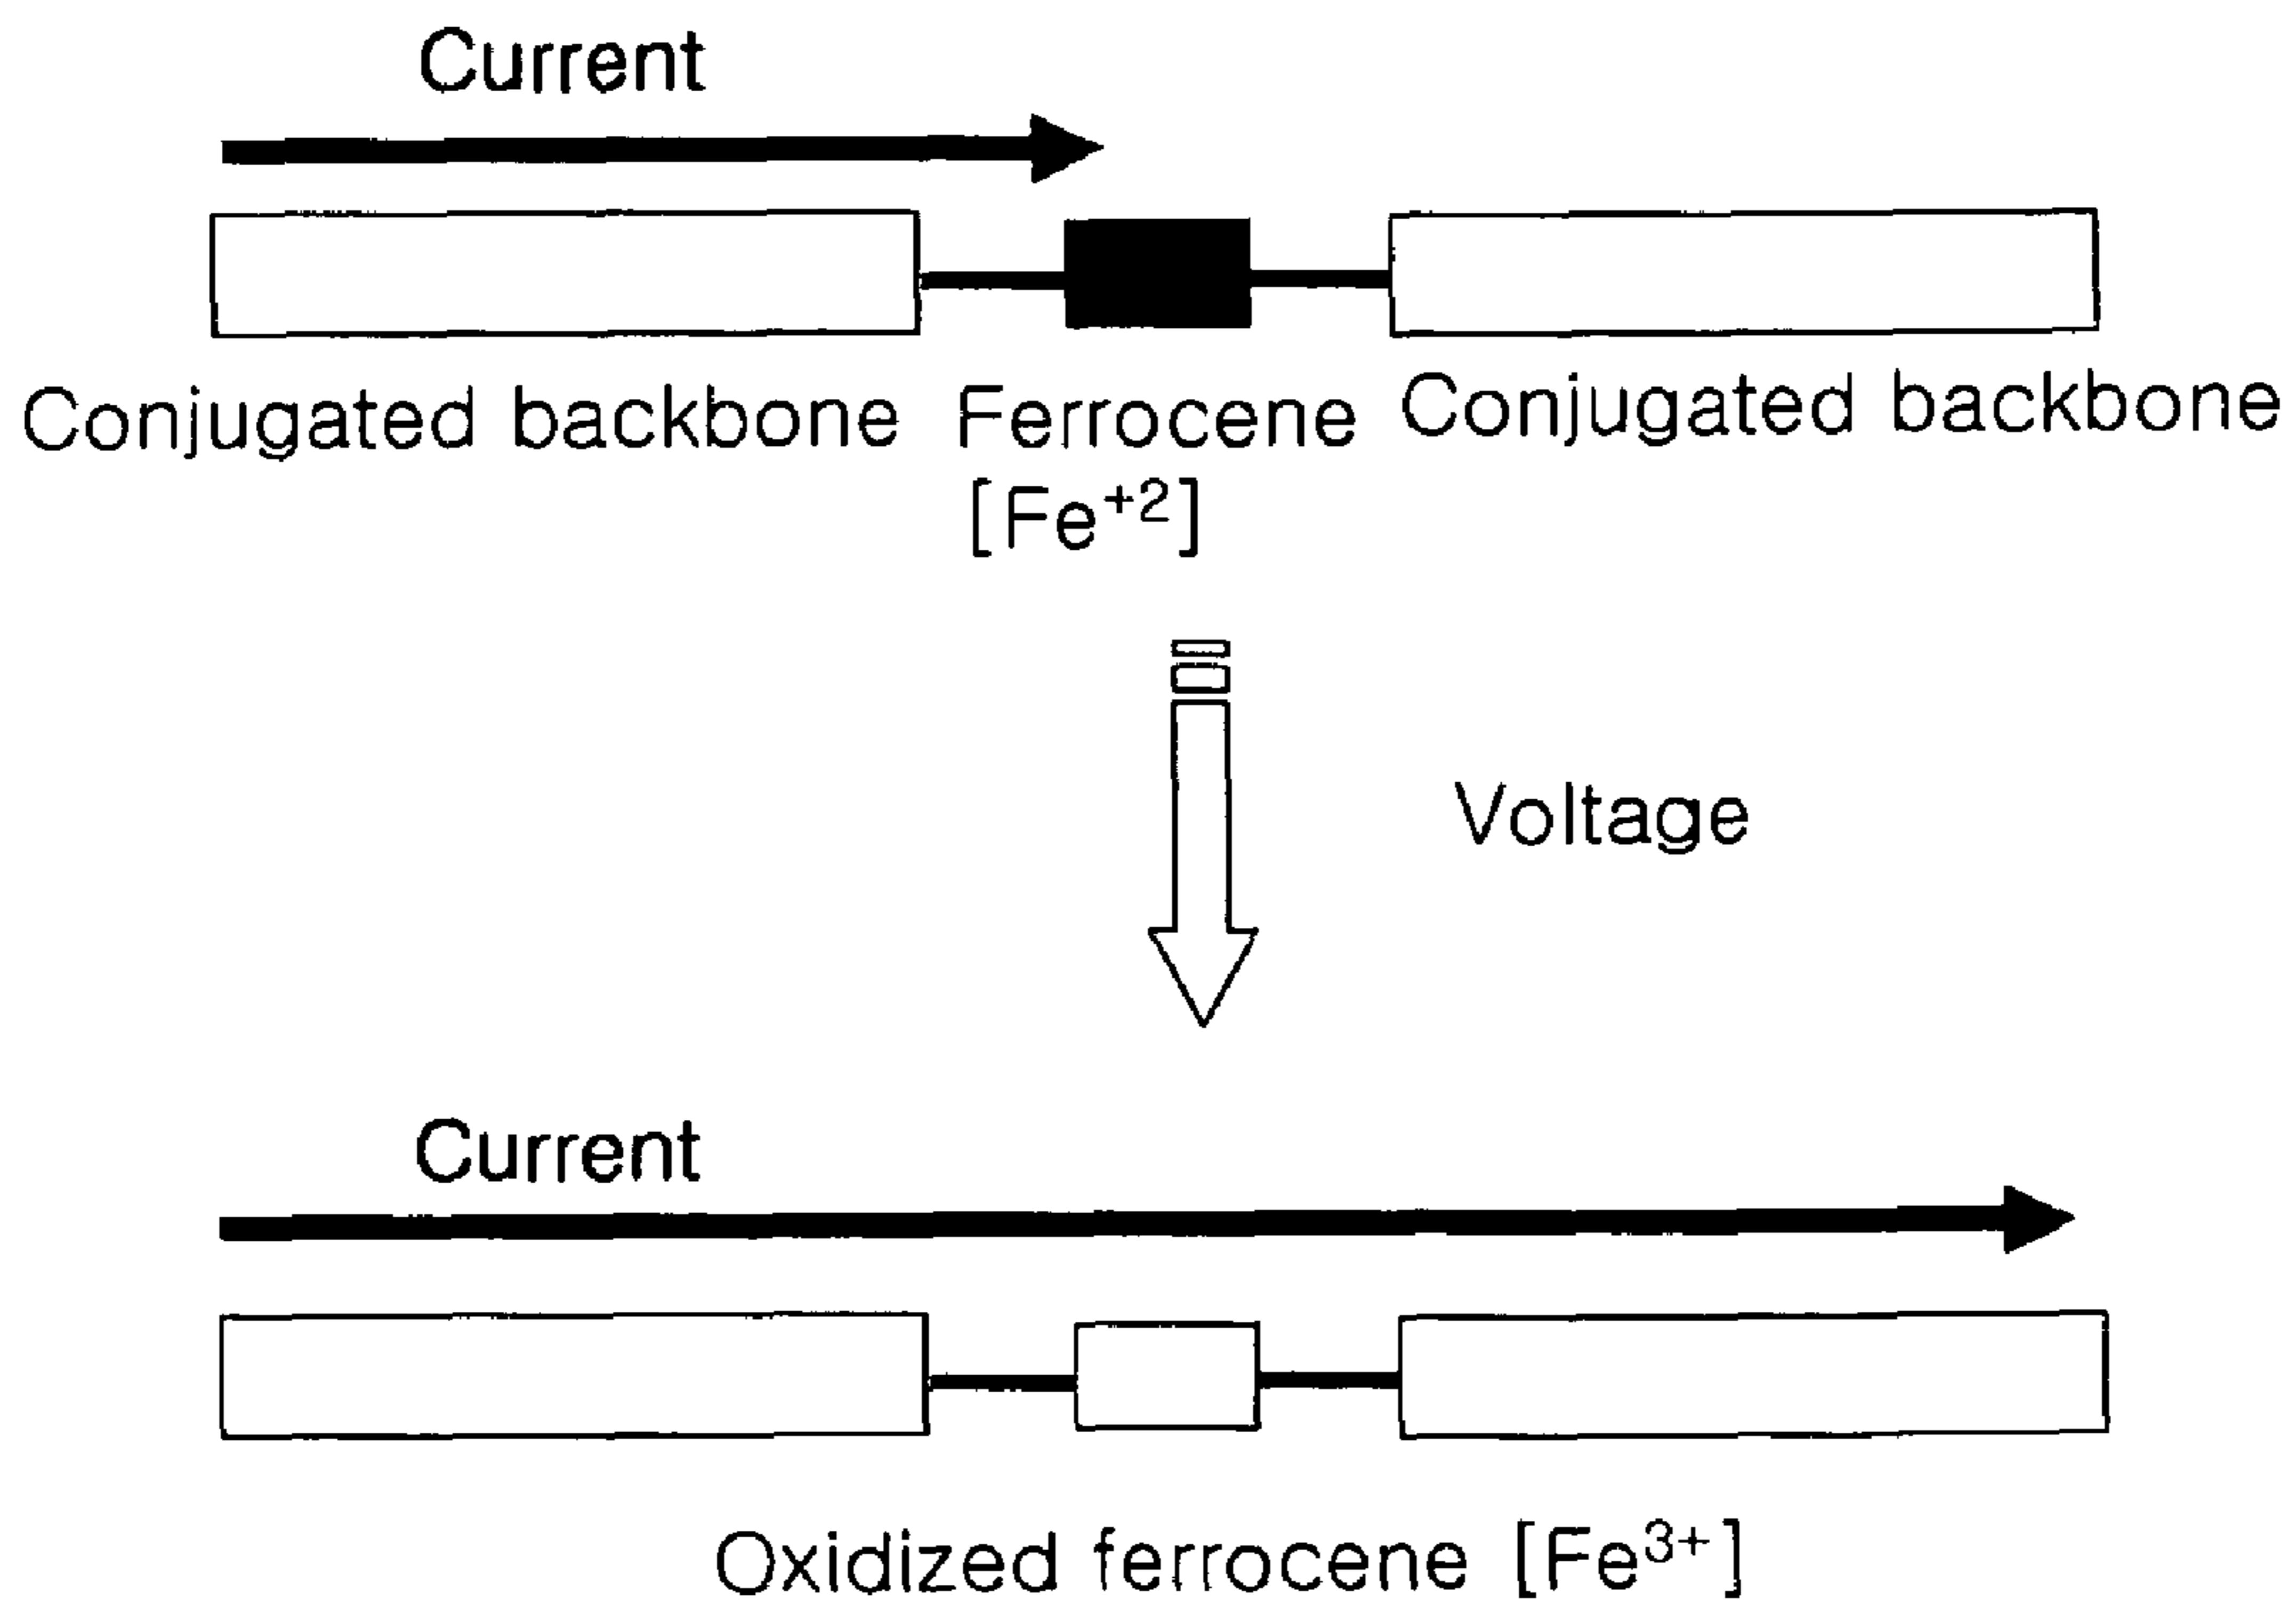 Current
Conjugated backbone Ferrocene Conjugated backbone
[Fe⁺²]
Voltage
Current
Oxidized ferrocene [Fe³⁺]